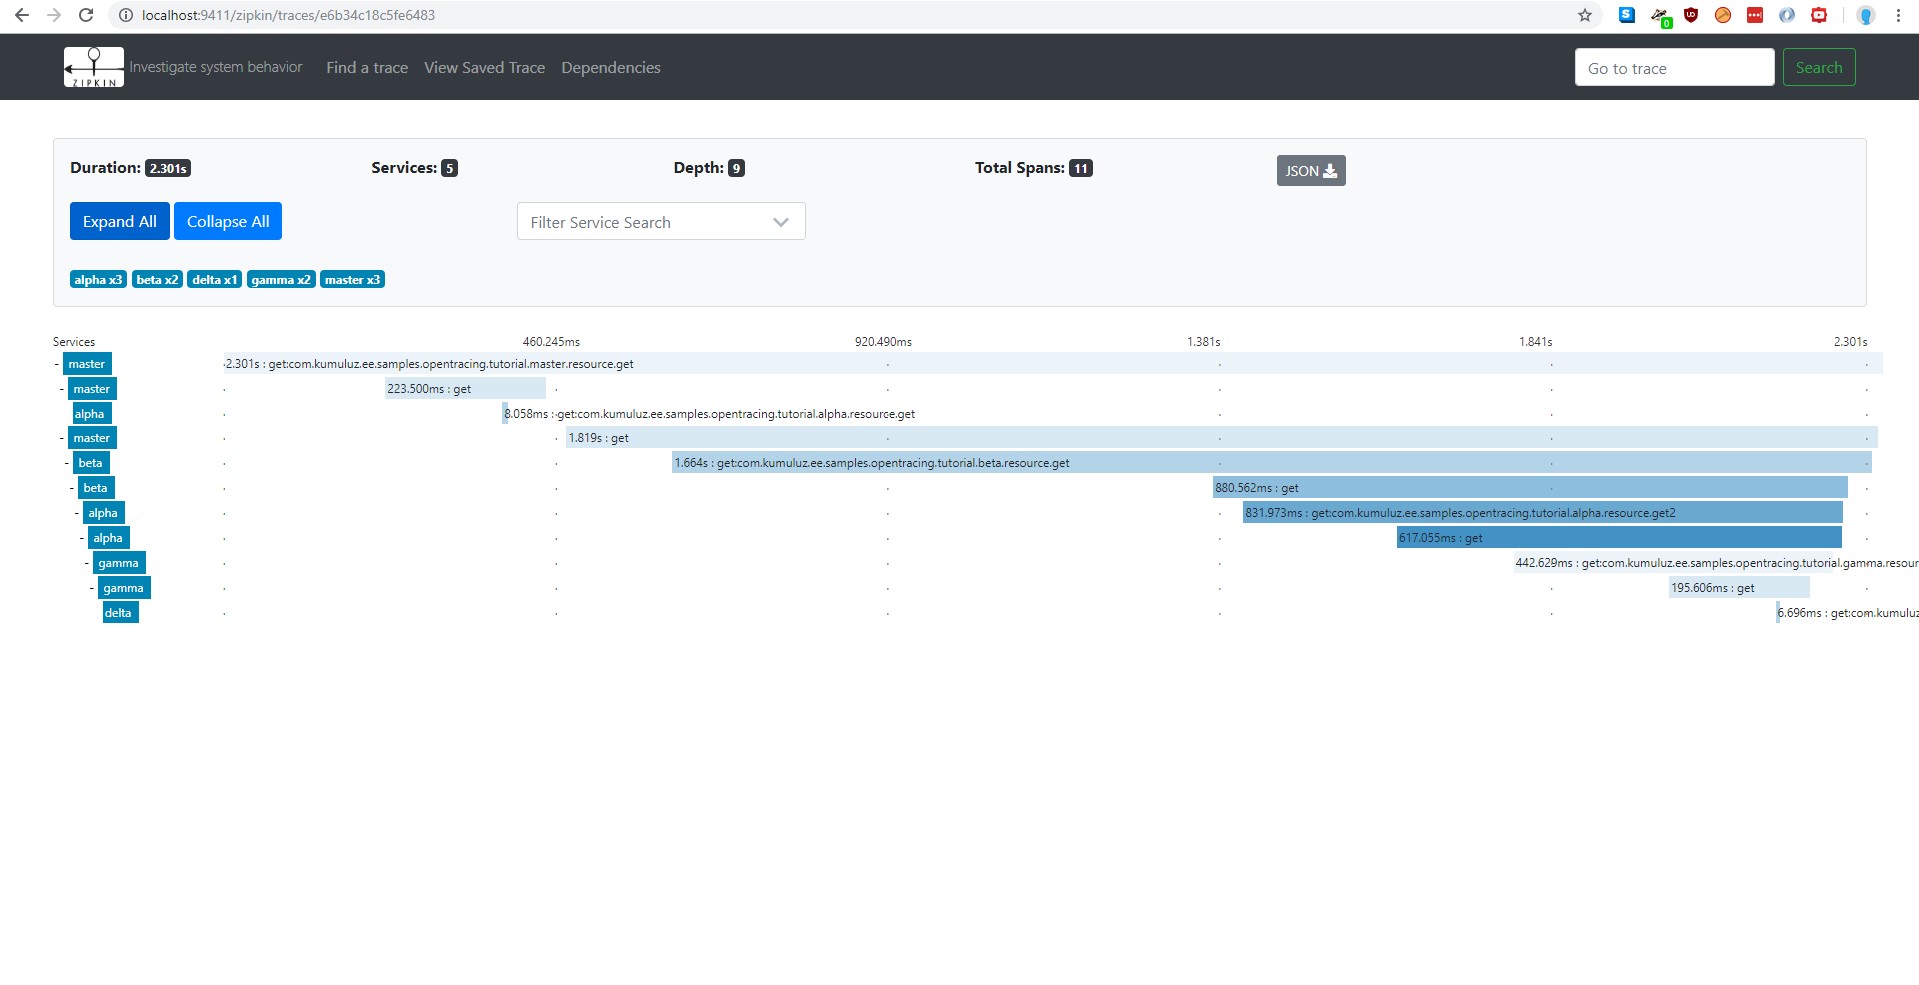 localhost:9411/zipkin/traces/e6b34c18c5fe6483
ZIPKIN Investigate system behavior Find a trace View Saved Trace Dependencies Go to trace Search
Duration: 2.301s Services: 5 Depth: 9 Total Spans: 11 JSON
Expand All Collapse All Filter Service Search
alpha x3 beta x2 delta x1 gamma x2 master x3
Services 460.245ms 920.490ms 1.381s 1.841s 2.301s
- master 2.301s : get:com.kumuluz.ee.samples.opentracing.tutorial.master.resource.get
- master 223.500ms : get
alpha 8.058ms : get:com.kumuluz.ee.samples.opentracing.tutorial.alpha.resource.get
- master 1.819s : get
- beta 1.664s : get:com.kumuluz.ee.samples.opentracing.tutorial.beta.resource.get
- beta 880.562ms : get
- alpha 831.973ms : get:com.kumuluz.ee.samples.opentracing.tutorial.alpha.resource.get2
- alpha 617.055ms : get
- gamma 442.629ms : get:com.kumuluz.ee.samples.opentracing.tutorial.gamma.resour
- gamma 195.606ms : get
delta 6.696ms : get:com.kumuluz